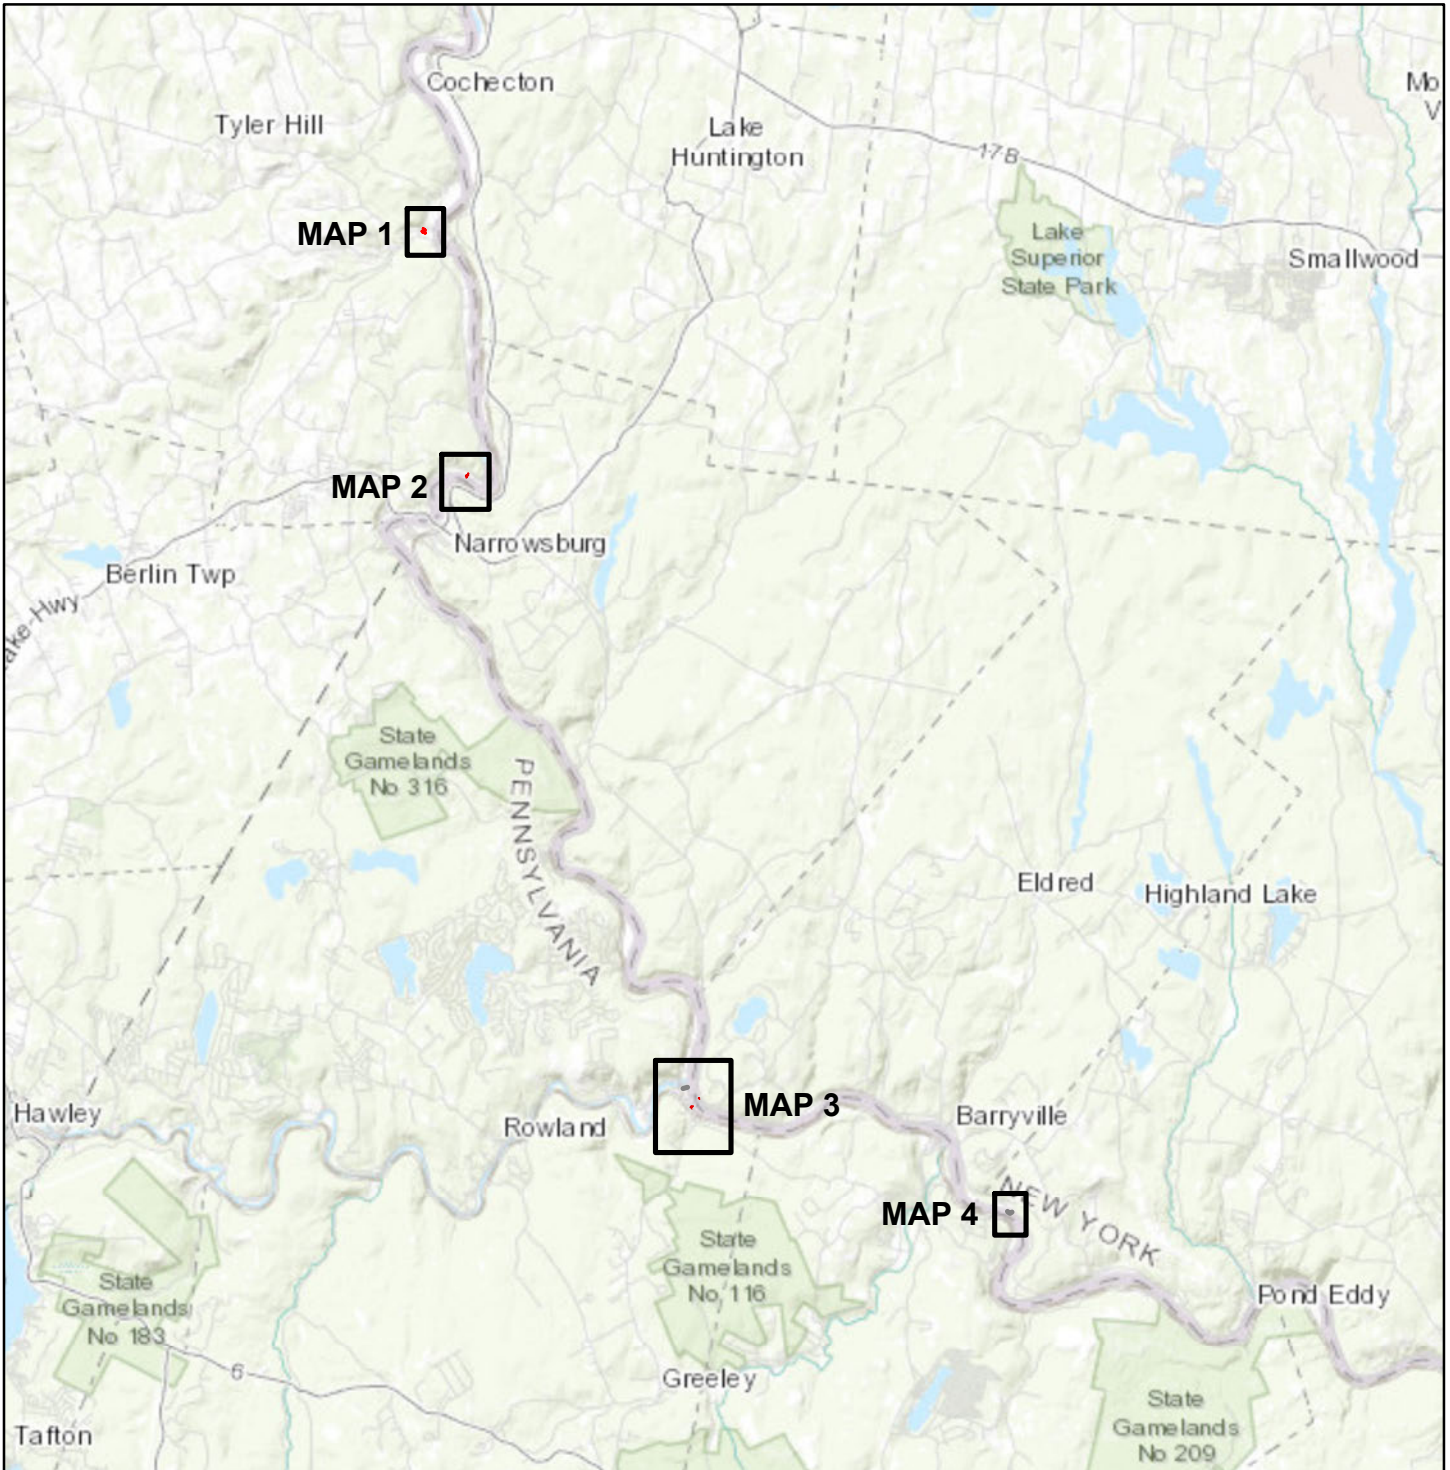 Cochecton
Mo
V
Tyler Hill
Lake
Huntington
17B
MAP 1
Lake
Superior
State Park
Smallwood
MAP 2
Narrowsburg
Berlin Twp
ake Hwy
State
Gamelands
No 316
PENNSYLVANIA
Eldred
Highland Lake
Hawley
Rowland
MAP 3
Barryville
MAP 4
NEW YORK
State
Gamelands
No 116
State
Gamelands
No 183
Pond Eddy
6
Greeley
State
Gamelands
No 209
Tafton